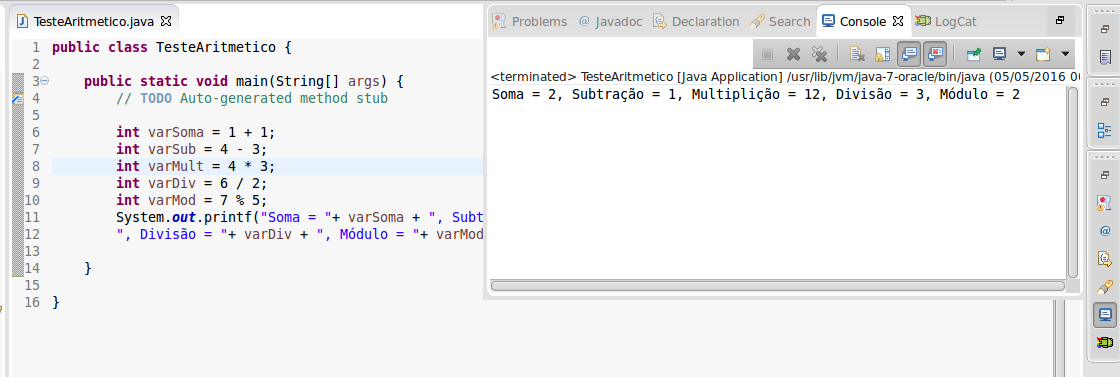 TesteAritmetico.java
1 public class TesteAritmetico {
2
3 public static void main(String[] args) {
4 // TODO Auto-generated method stub
5
6 int varSoma = 1 + 1;
7 int varSub = 4 - 3;
8 int varMult = 4 * 3;
9 int varDiv = 6 / 2;
10 int varMod = 7 % 5;
11 System.out.printf("Soma = "+ varSoma + ", Subt
12 ", Divisão = "+ varDiv + ", Módulo = "+ varMod
13
14 }
15
16 }
Problems @ Javadoc Declaration Search Console LogCat
<terminated> TesteAritmetico [Java Application] /usr/lib/jvm/java-7-oracle/bin/java (05/05/2016 0
Soma = 2, Subtração = 1, Multiplição = 12, Divisão = 3, Módulo = 2